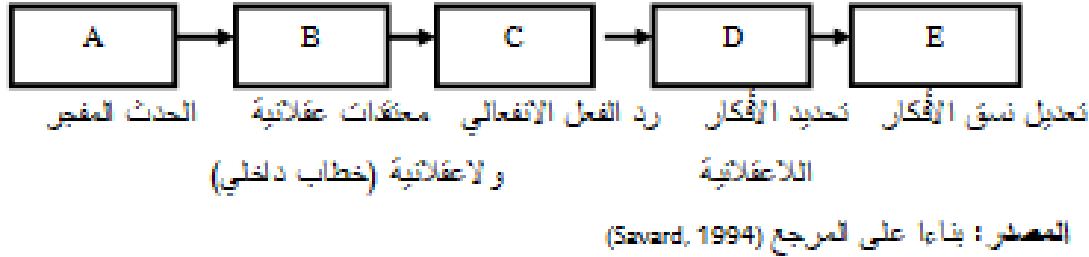 A B C D E
الحدث المفجر معتقدات عقلانية رد الفعل الانفعالي تحديد الأفكار تعديل نسق الأفكار
ولاعقلانية (خطاب داخلي) اللاعقلانية
المصدر: بناءا على المرجع (Savard, 1994)